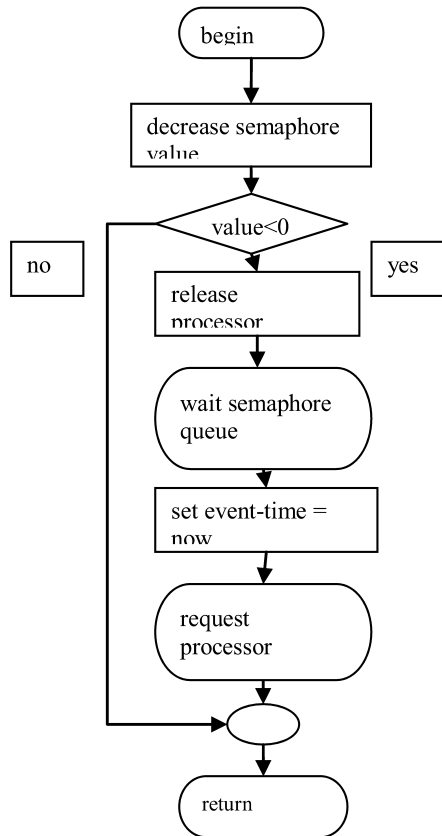 begin
decrease semaphore
value
value<0
no
yes
release
processor
wait semaphore
queue
set event-time =
now
request
processor
return